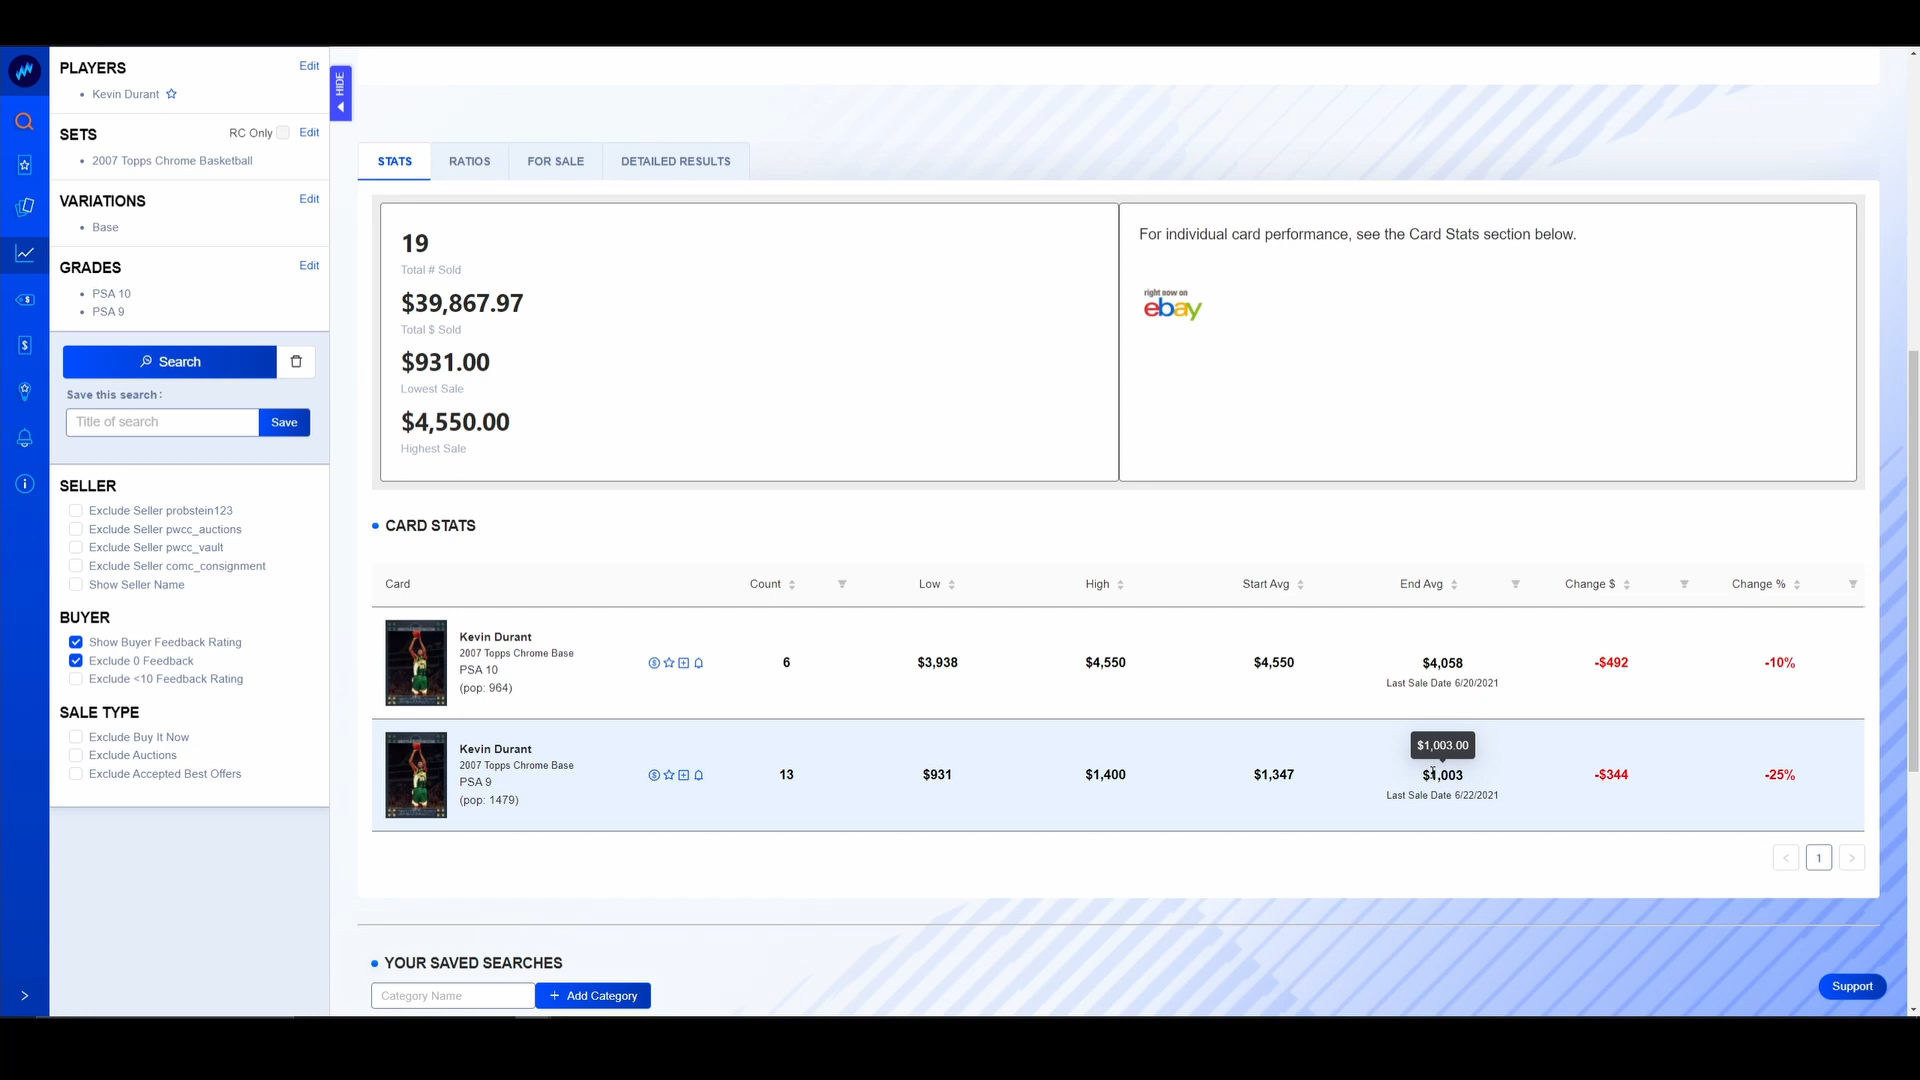 PLAYERS
Edit
Kevin Durant
HIDE
SETS
RC Only
Edit
2007 Topps Chrome Basketball
VARIATIONS
Edit
Base
GRADES
Edit
PSA 10
PSA 9
Search
Save this search:
Title of search
Save
SELLER
Exclude Seller probstein123
Exclude Seller pwcc_auctions
Exclude Seller pwcc_vault
Exclude Seller comc_consignment
Show Seller Name
BUYER
Show Buyer Feedback Rating
Exclude 0 Feedback
Exclude <10 Feedback Rating
SALE TYPE
Exclude Buy It Now
Exclude Auctions
Exclude Accepted Best Offers
STATS RATIOS FOR SALE DETAILED RESULTS
19
Total # Sold
$39,867.97
Total $ Sold
$931.00
Lowest Sale
$4,550.00
Highest Sale
For individual card performance, see the Card Stats section below.
right now on
ebay
CARD STATS
Card Count Low High Start Avg End Avg Change $ Change %
Kevin Durant
2007 Topps Chrome Base
PSA 10
(pop: 964)
6 $3,938 $4,550 $4,550 $4,058 -$492 -10%
Last Sale Date 6/20/2021
$1,003.00
Kevin Durant
2007 Topps Chrome Base
PSA 9
(pop: 1479)
13 $931 $1,400 $1,347 $1,003 -$344 -25%
Last Sale Date 6/22/2021
< 1 >
YOUR SAVED SEARCHES
Category Name
+ Add Category
Support